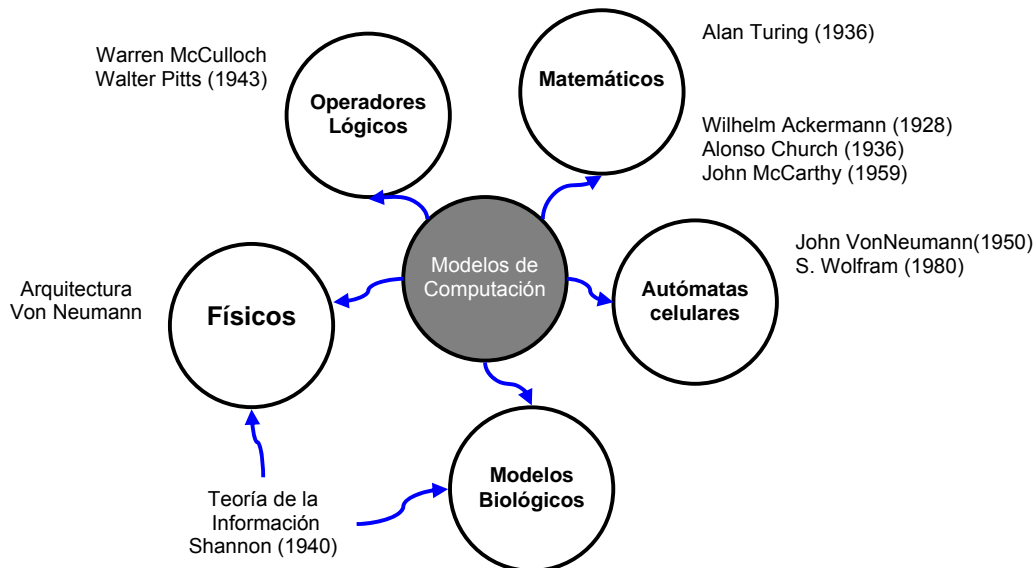 Warren McCulloch
Walter Pitts (1943)
Operadores
Lógicos
Matemáticos
Alan Turing (1936)
Wilhelm Ackermann (1928)
Alonso Church (1936)
John McCarthy (1959)
Modelos de
Computación
Autómatas
celulares
John VonNeumann(1950)
S. Wolfram (1980)
Arquitectura
Von Neumann
Físicos
Modelos
Biológicos
Teoría de la
Información
Shannon (1940)